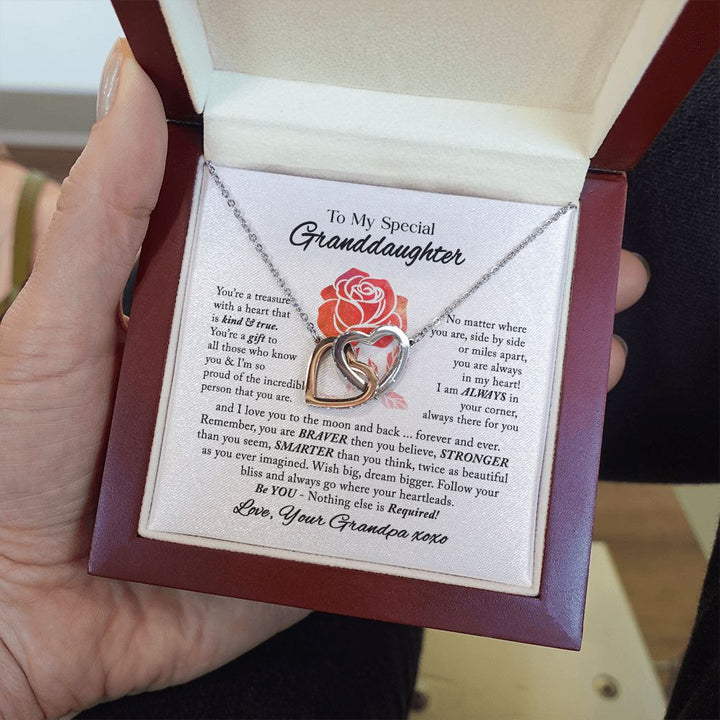 To My Special
Granddaughter
You're a treasure
with a heart that
is kind & true.
You're a gift to
all those who know
you & I'm so
proud of the incredible
person that you are.
No matter where
you are, side by side
or miles apart,
you are always
in my heart!
I am ALWAYS in
your corner,
always there for you
and I love you to the moon and back ... forever and ever.
Remember, you are BRAVER then you believe, STRONGER
than you seem, SMARTER than you think, twice as beautiful
as you ever imagined. Wish big, dream bigger. Follow your
bliss and always go where your heartleads.
Be YOU - Nothing else is Required!
Love, Your Grandpa xoxo